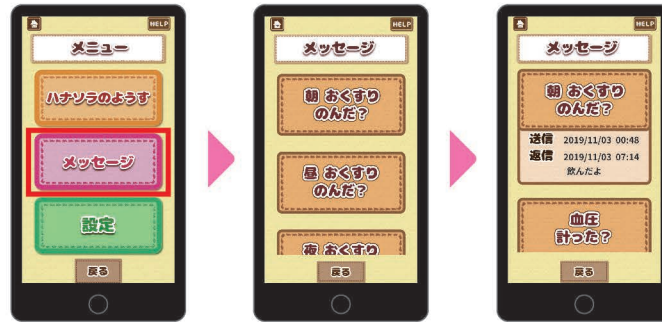 HELP
メニュー
ハナソラのようす
メッセージ
設定
戻る
HELP
メッセージ
朝 おくすり
のんだ?
昼 おくすり
のんだ?
夜 おくすり
戻る
HELP
メッセージ
朝 おくすり
のんだ?
送信 2019/11/03 00:48
返信 2019/11/03 07:14
飲んだよ
血圧
計った?
戻る